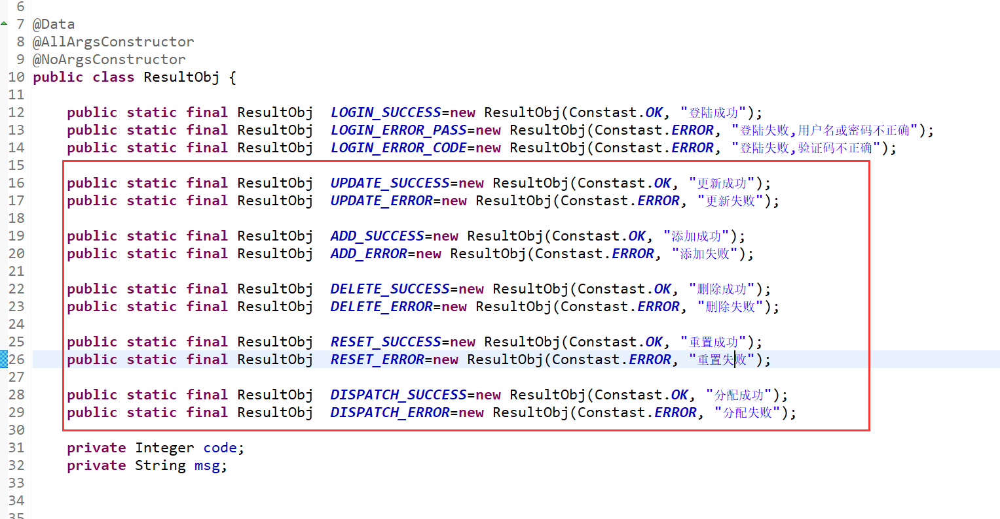 6
7 @Data
8 @AllArgsConstructor
9 @NoArgsConstructor
10 public class ResultObj {
11
12 public static final ResultObj  LOGIN_SUCCESS=new ResultObj(Constast.OK, "登陆成功");
13 public static final ResultObj  LOGIN_ERROR_PASS=new ResultObj(Constast.ERROR, "登陆失败,用户名或密码不正确");
14 public static final ResultObj  LOGIN_ERROR_CODE=new ResultObj(Constast.ERROR, "登陆失败,验证码不正确");
15
16 public static final ResultObj  UPDATE_SUCCESS=new ResultObj(Constast.OK, "更新成功");
17 public static final ResultObj  UPDATE_ERROR=new ResultObj(Constast.ERROR, "更新失败");
18
19 public static final ResultObj  ADD_SUCCESS=new ResultObj(Constast.OK, "添加成功");
20 public static final ResultObj  ADD_ERROR=new ResultObj(Constast.ERROR, "添加失败");
21
22 public static final ResultObj  DELETE_SUCCESS=new ResultObj(Constast.OK, "删除成功");
23 public static final ResultObj  DELETE_ERROR=new ResultObj(Constast.ERROR, "删除失败");
24
25 public static final ResultObj  RESET_SUCCESS=new ResultObj(Constast.OK, "重置成功");
26 public static final ResultObj  RESET_ERROR=new ResultObj(Constast.ERROR, "重置失败");
27
28 public static final ResultObj  DISPATCH_SUCCESS=new ResultObj(Constast.OK, "分配成功");
29 public static final ResultObj  DISPATCH_ERROR=new ResultObj(Constast.ERROR, "分配失败");
30
31 private Integer code;
32 private String msg;
33
34
35